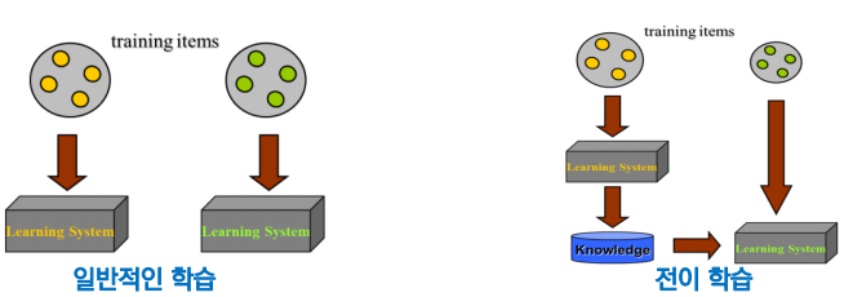 training items
Learning System
Learning System
일반적인 학습
training items
Learning System
Knowledge
Learning System
전이 학습